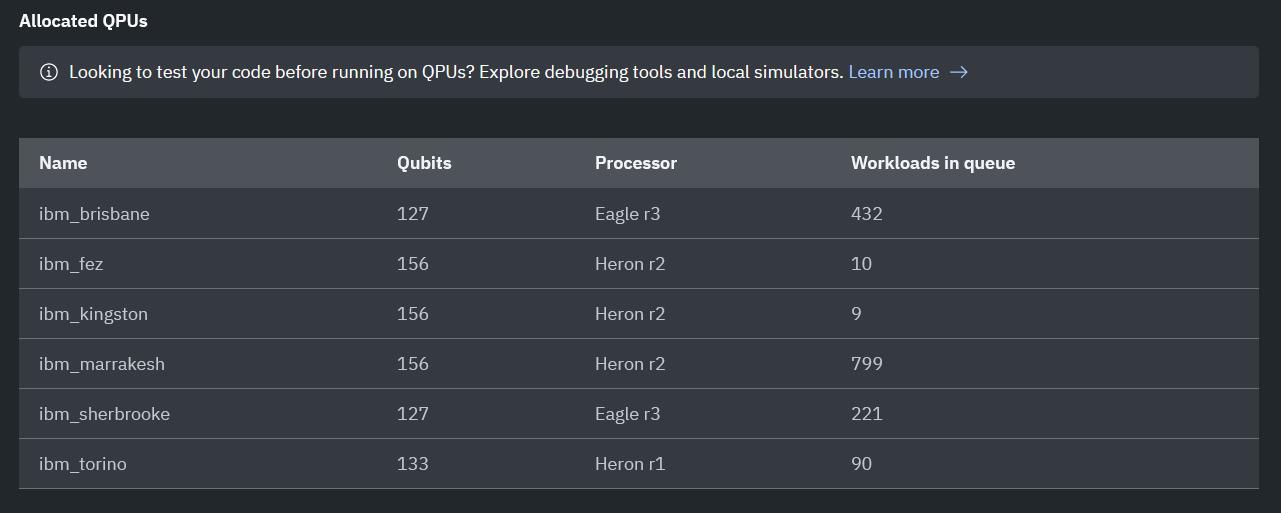 Allocated QPUs
Looking to test your code before running on QPUs? Explore debugging tools and local simulators. Learn more →
Name Qubits Processor Workloads in queue
ibm_brisbane 127 Eagle r3 432
ibm_fez 156 Heron r2 10
ibm_kingston 156 Heron r2 9
ibm_marrakesh 156 Heron r2 799
ibm_sherbrooke 127 Eagle r3 221
ibm_torino 133 Heron r1 90